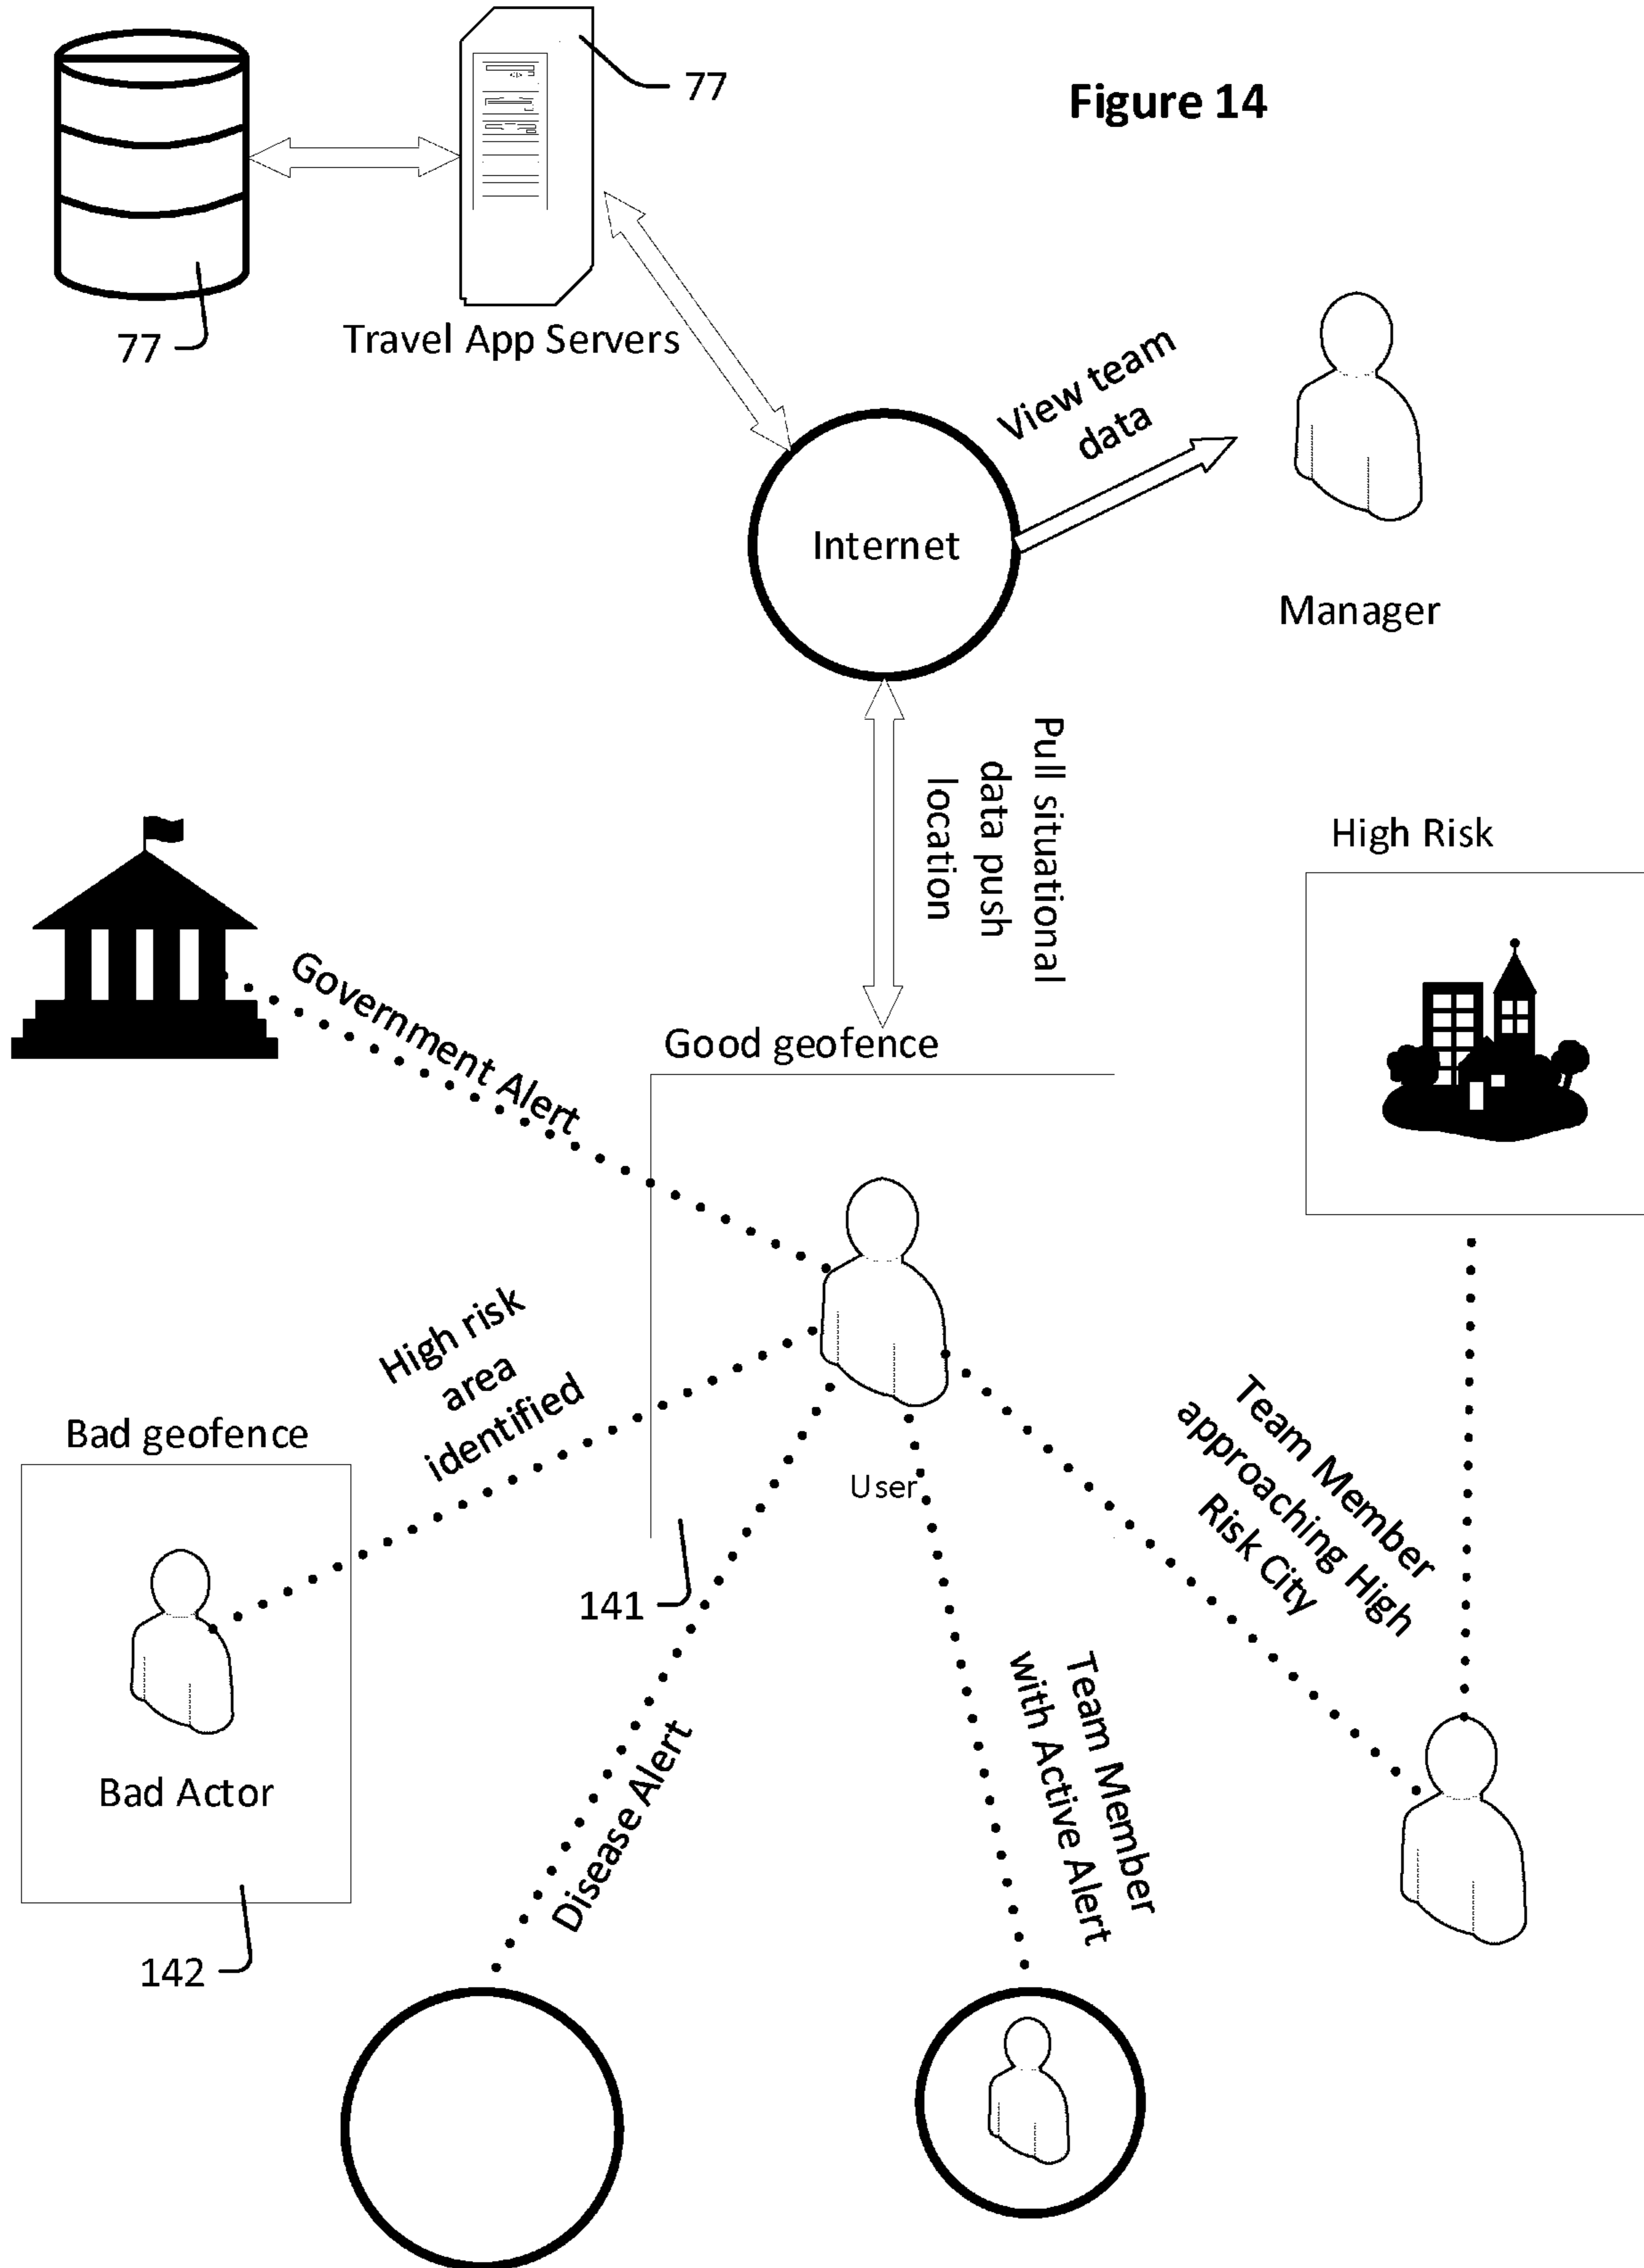 Figure 14
77
77
Travel App Servers
View team
data
Internet
Manager
Pull situational
data push
location
High Risk
Government Alert
Good geofence
High risk
area
identified
Bad geofence
User
Team Member
approaching High
Risk City
141
Bad Actor
Disease Alert
Team Member
with Active Alert
142